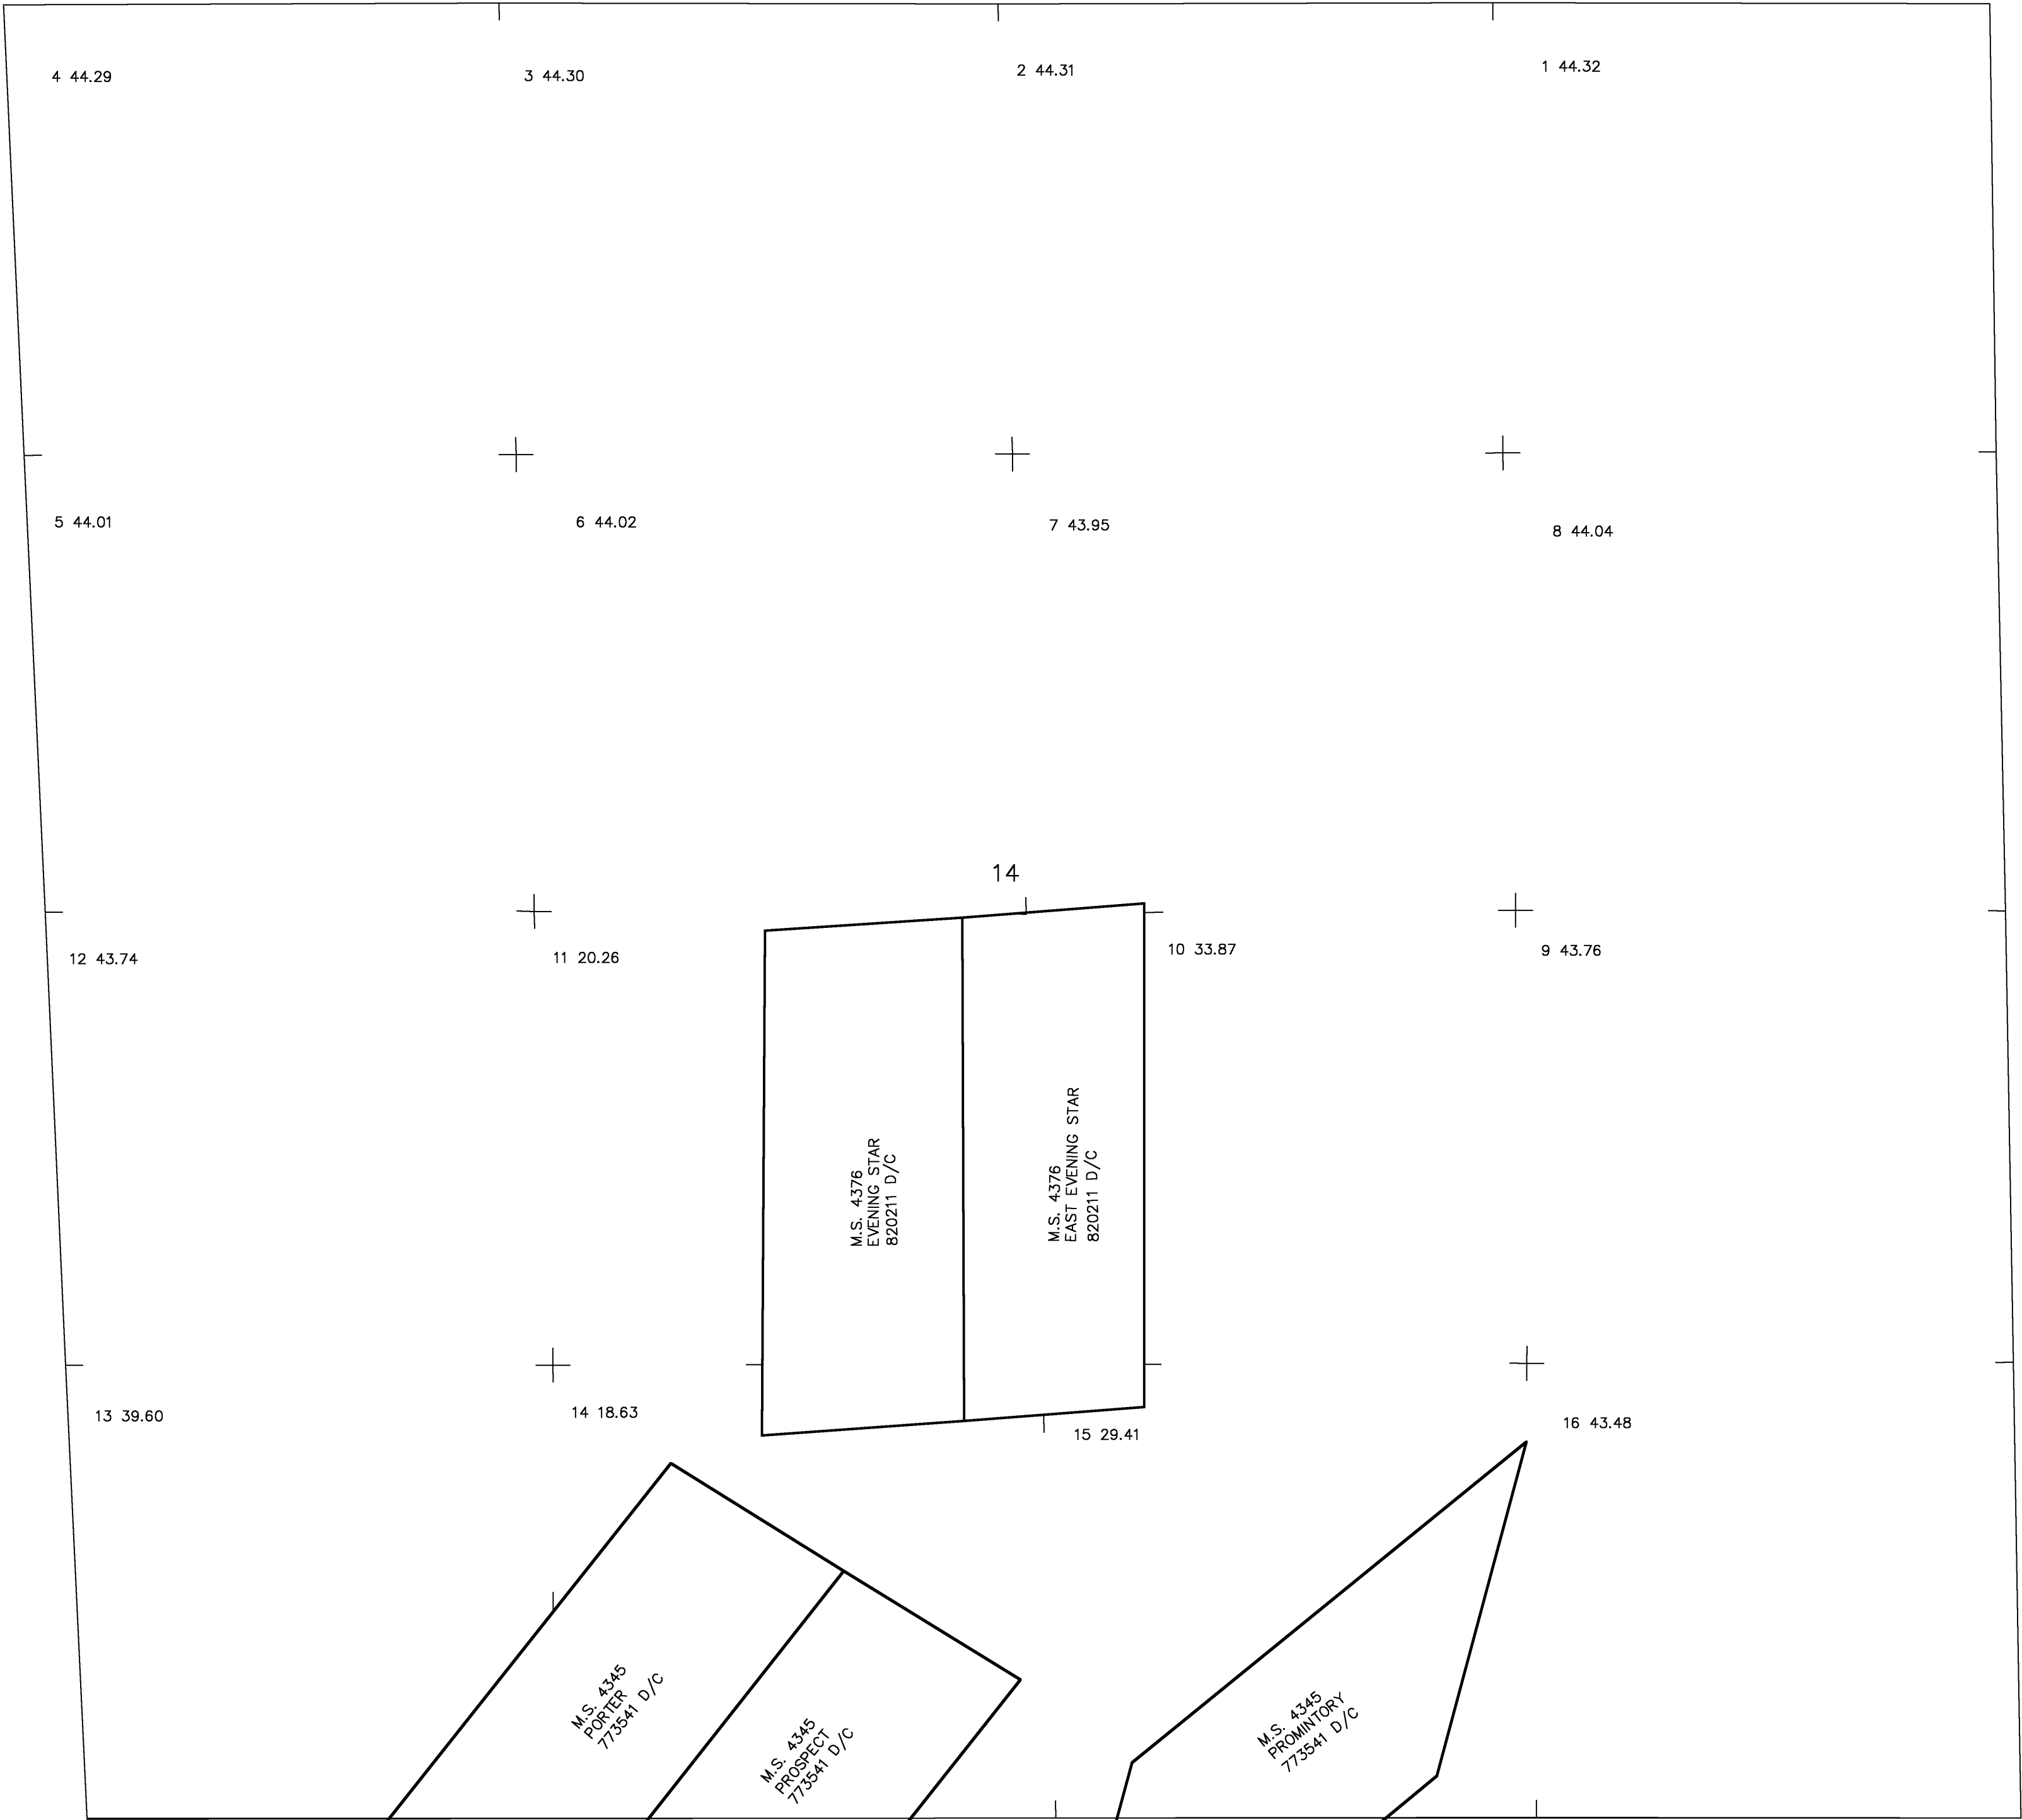 4 44.29
3 44.30
2 44.31
1 44.32
5 44.01
6 44.02
7 43.95
8 44.04
14
12 43.74
11 20.26
10 33.87
9 43.76
M.S. 4376
EVENING STAR
820211 D/C
M.S. 4376
EAST EVENING STAR
820211 D/C
13 39.60
14 18.63
15 29.41
16 43.48
M.S. 4345
PORTER
773541 D/C
M.S. 4345
PROSPECT
773541 D/C
M.S. 4345
PROMINTORY
773541 D/C